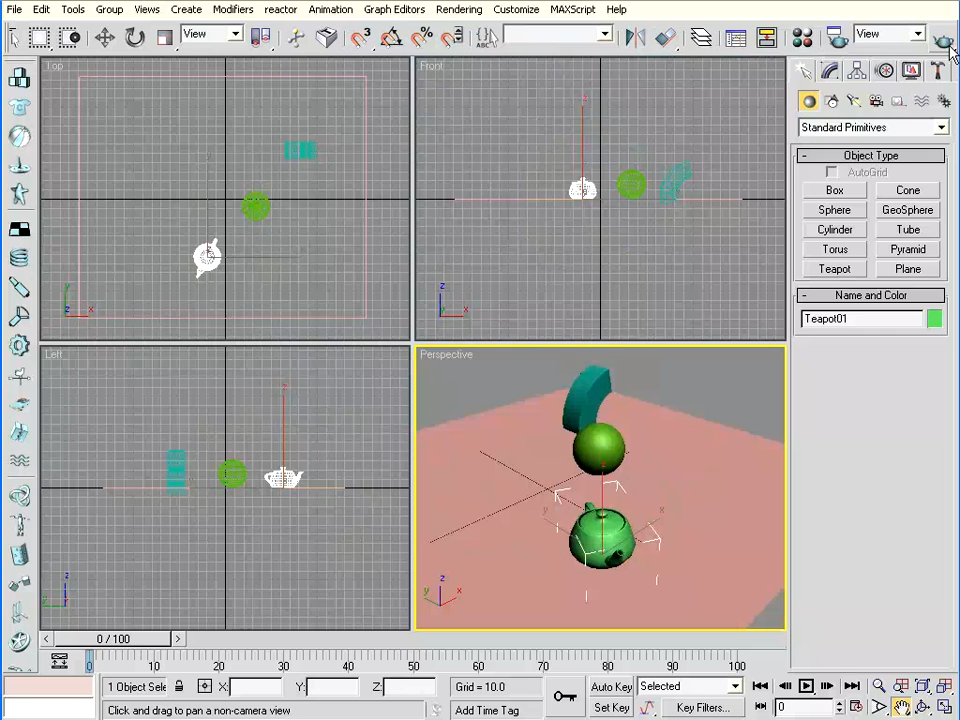 File Edit Tools Group Views Create Modifiers reactor Animation Graph Editors Rendering Customize MAXScript Help
View 3 % ABC View
Top Front
Standard Primitives
- Object Type
AutoGrid
Box Cone
Sphere GeoSphere
Cylinder Tube
Torus Pyramid
Teapot Plane
- Name and Color
Teapot01
Left Perspective
0 / 100
0 10 20 30 40 50 60 70 80 90 100
1 Object Sele X: Y: Z: Grid = 10.0 Auto Key Selected
Click and drag to pan a non-camera view Add Time Tag Set Key Key Filters... 0